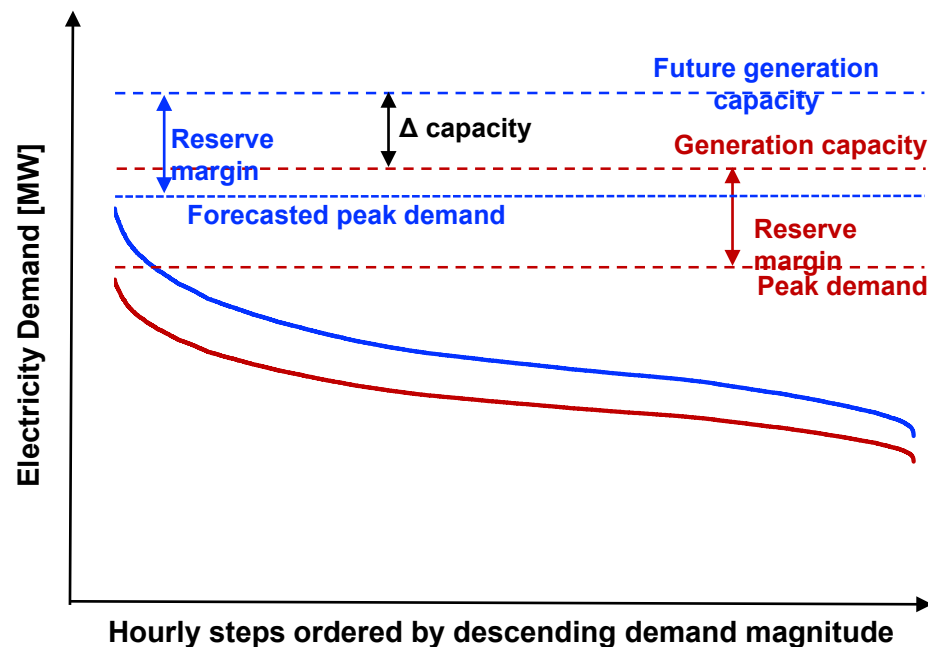 Future generation
capacity
Δ capacity
Reserve
margin
Generation capacity
Forecasted peak demand
Reserve
margin
Peak demand
Electricity Demand [MW]
Hourly steps ordered by descending demand magnitude